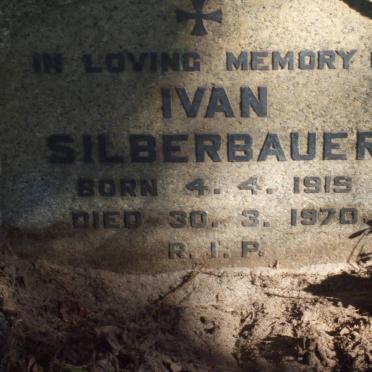 IN LOVING MEMORY
IVAN
SILBERBAUER
BORN 4. 4. 1919
DIED 30. 3. 1970.
R. I. P.